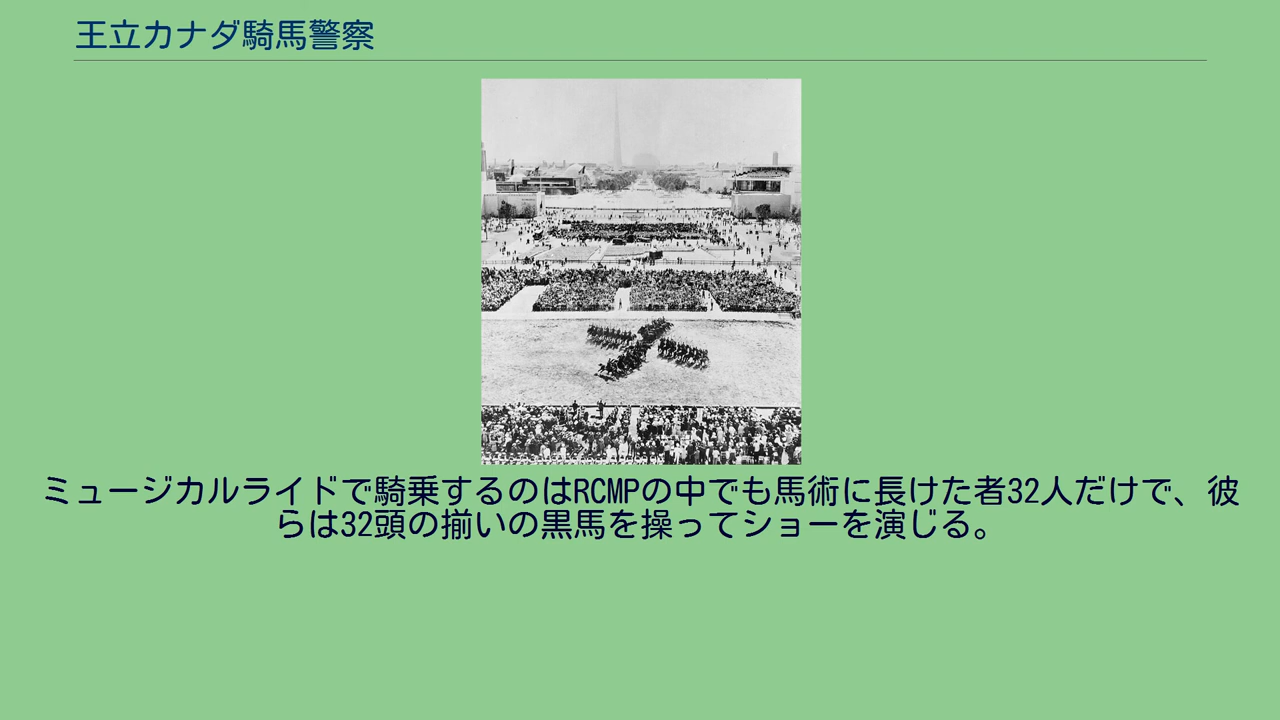 王立カナダ騎馬警察
ミュージカルライドで騎乗するのはRCMPの中でも馬術に長けた者32人だけで、彼
らは32頭の揃いの黒馬を操ってショーを演じる。